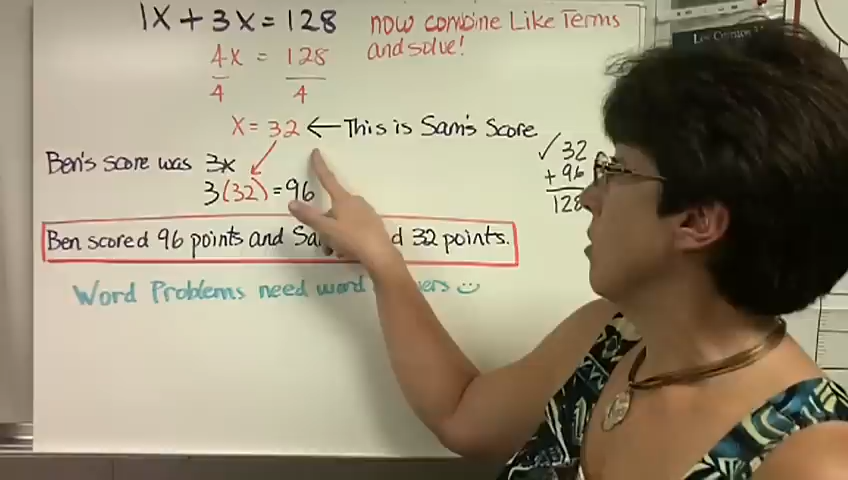 1X + 3X = 128
now combine Like Terms
and solve!
4x = 128
4 4
X = 32 ← This is Sam's Score
Ben's score was 3x
3(32) = 96
✓ 32
+ 96
128
Ben scored 96 points and d 32 points.
Word Problems need word